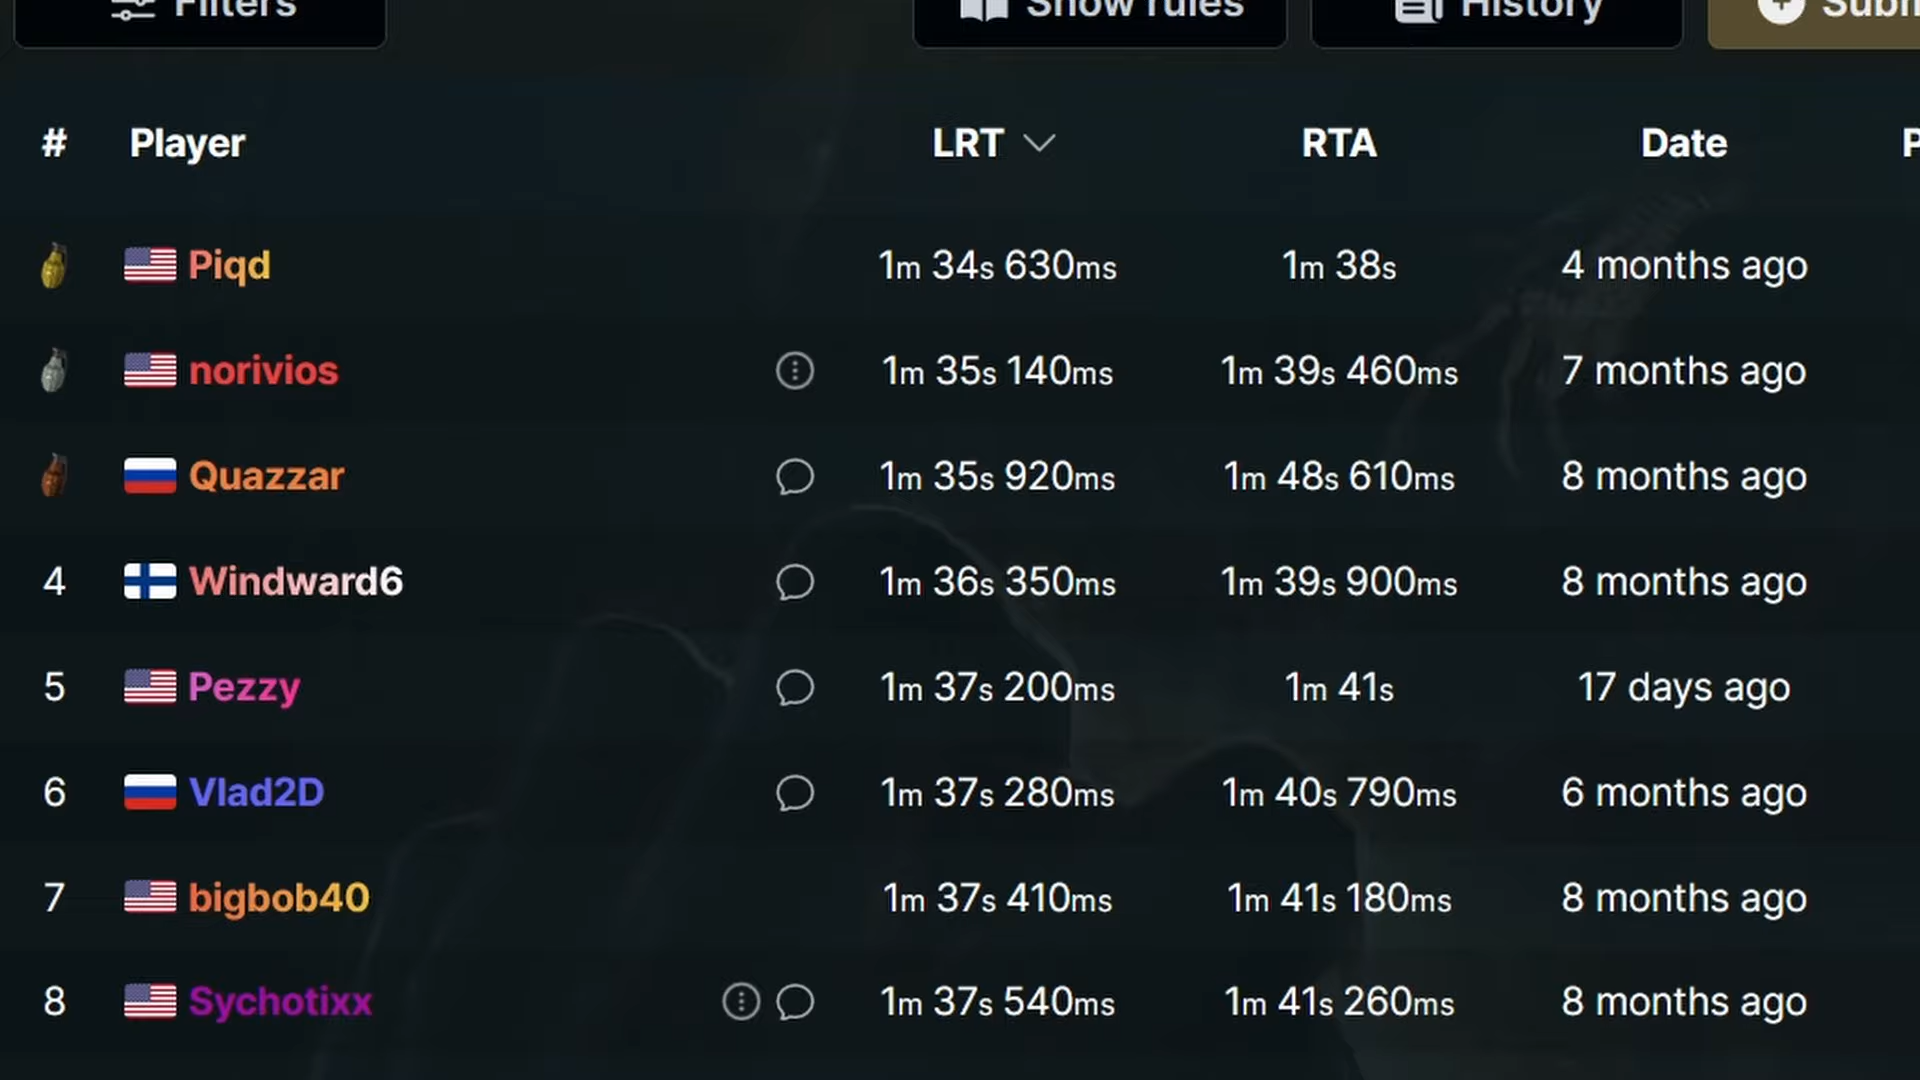 Filters Show rules History
# Player LRT RTA Date
Piqd 1m 34s 630ms 1m 38s 4 months ago
norivios 1m 35s 140ms 1m 39s 460ms 7 months ago
Quazzar 1m 35s 920ms 1m 48s 610ms 8 months ago
4 Windward6 1m 36s 350ms 1m 39s 900ms 8 months ago
5 Pezzy 1m 37s 200ms 1m 41s 17 days ago
6 Vlad2D 1m 37s 280ms 1m 40s 790ms 6 months ago
7 bigbob40 1m 37s 410ms 1m 41s 180ms 8 months ago
8 Sychotixx 1m 37s 540ms 1m 41s 260ms 8 months ago